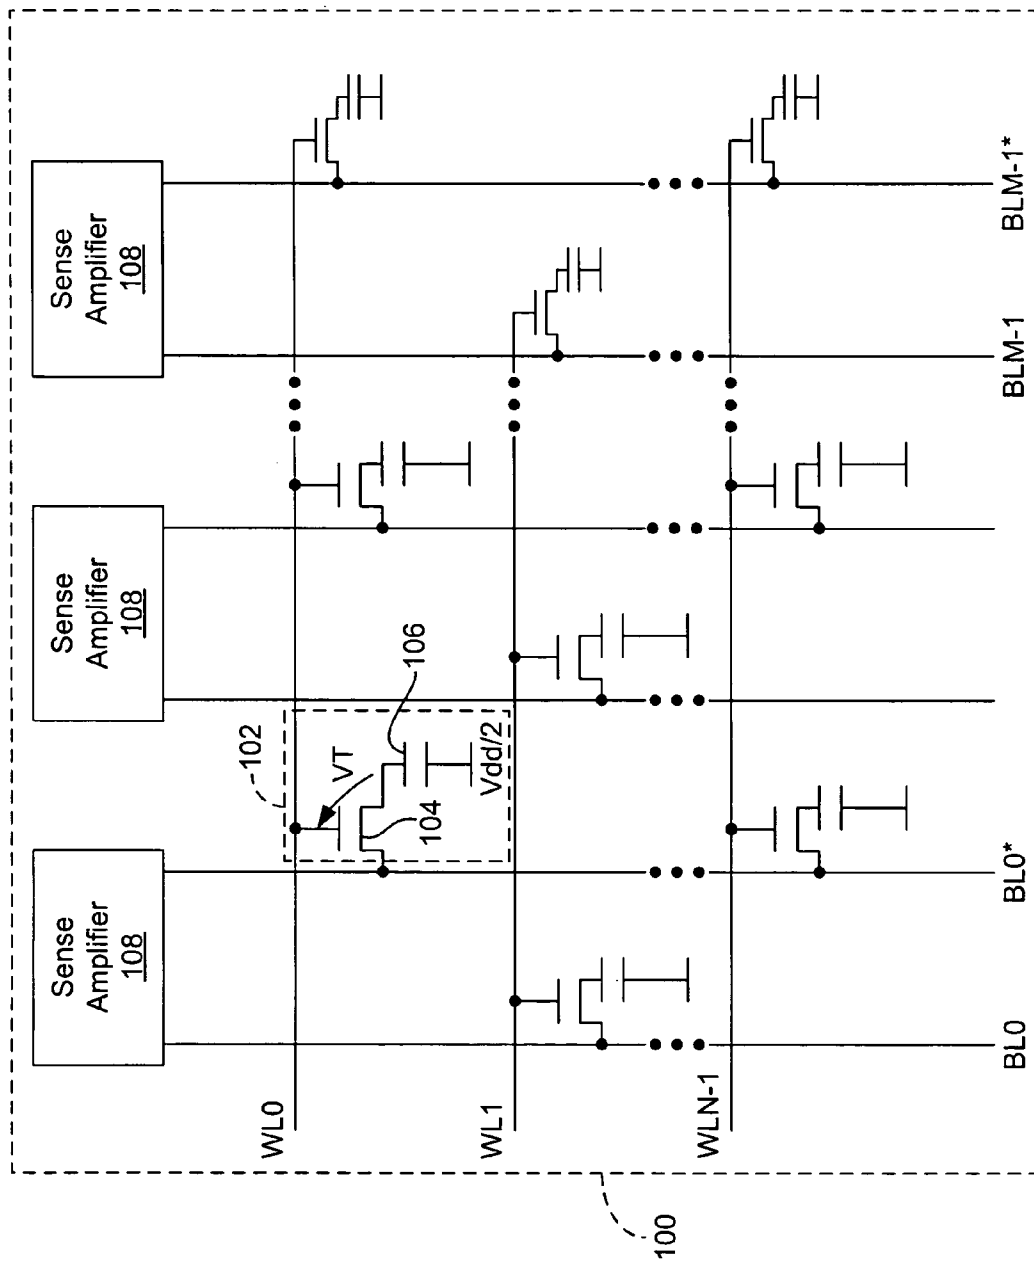 Sense
Amplifier
108
Sense
Amplifier
108
Sense
Amplifier
108
WL0
102
VT
104
106
Vdd/2
WL1
WLN-1
BL0
BL0*
BLM-1
BLM-1*
100